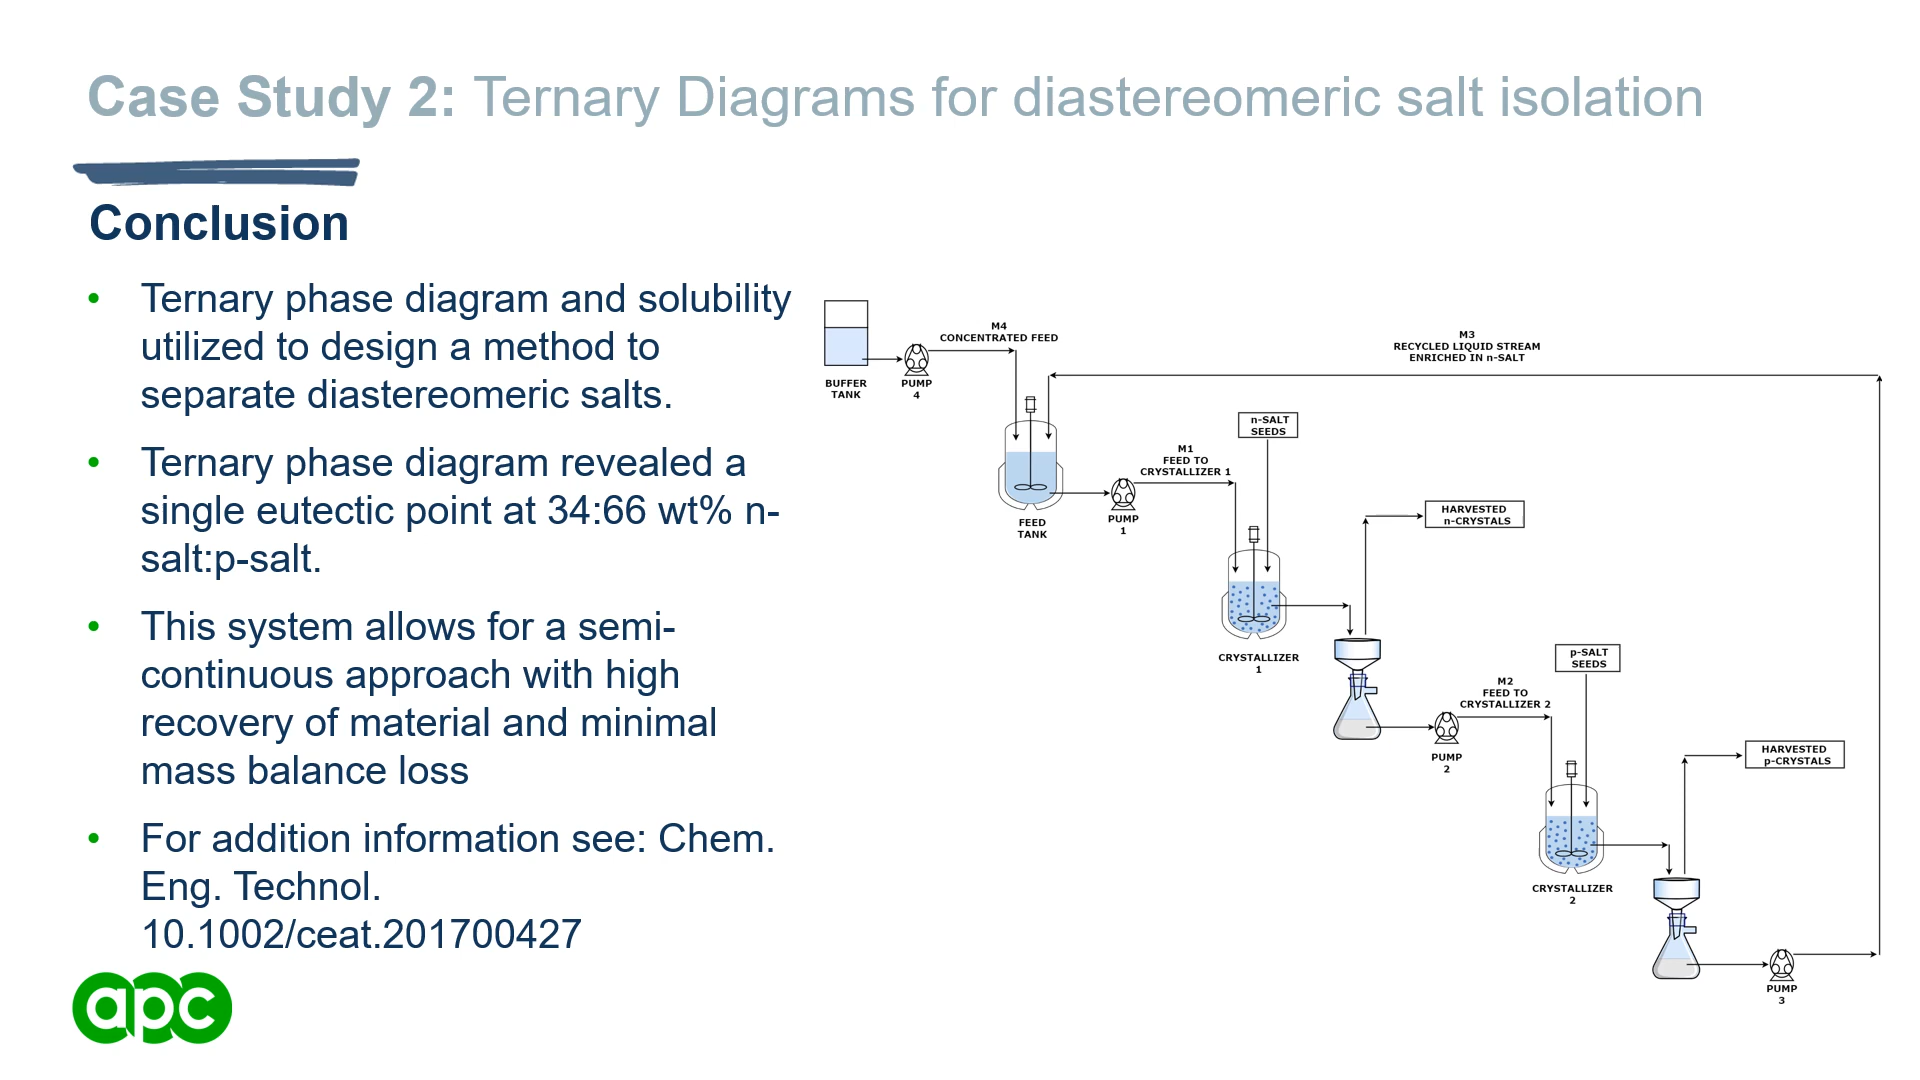 Case Study 2: Ternary Diagrams for diastereomeric salt isolation
Conclusion
• Ternary phase diagram and solubility
utilized to design a method to
separate diastereomeric salts.
• Ternary phase diagram revealed a
single eutectic point at 34:66 wt% n-
salt:p-salt.
• This system allows for a semi-
continuous approach with high
recovery of material and minimal
mass balance loss
• For addition information see: Chem.
Eng. Technol.
10.1002/ceat.201700427
apc
BUFFER
TANK
PUMP
4
M4
CONCENTRATED FEED
M3
RECYCLED LIQUID STREAM
ENRICHED IN n-SALT
FEED
TANK
PUMP
1
M1
FEED TO
CRYSTALLIZER 1
n-SALT
SEEDS
CRYSTALLIZER
1
HARVESTED
n-CRYSTALS
PUMP
2
M2
FEED TO
CRYSTALLIZER 2
p-SALT
SEEDS
CRYSTALLIZER
2
HARVESTED
p-CRYSTALS
PUMP
3